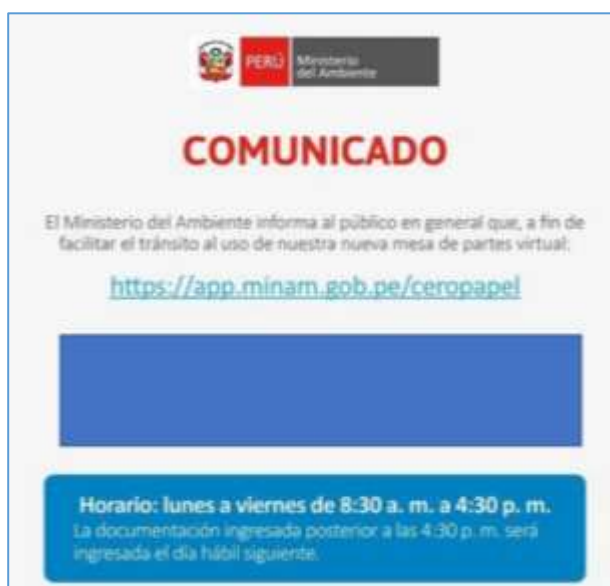 PERÚ
Ministerio
del Ambiente
COMUNICADO
El Ministerio del Ambiente informa al público en general que, a fin de
facilitar el tránsito al uso de nuestra nueva mesa de partes virtual:
https://app.minam.gob.pe/ceropapel
Horario: lunes a viernes de 8:30 a. m. a 4:30 p. m.
La documentación ingresada posterior a las 4:30 p. m. será
ingresada el día hábil siguiente.